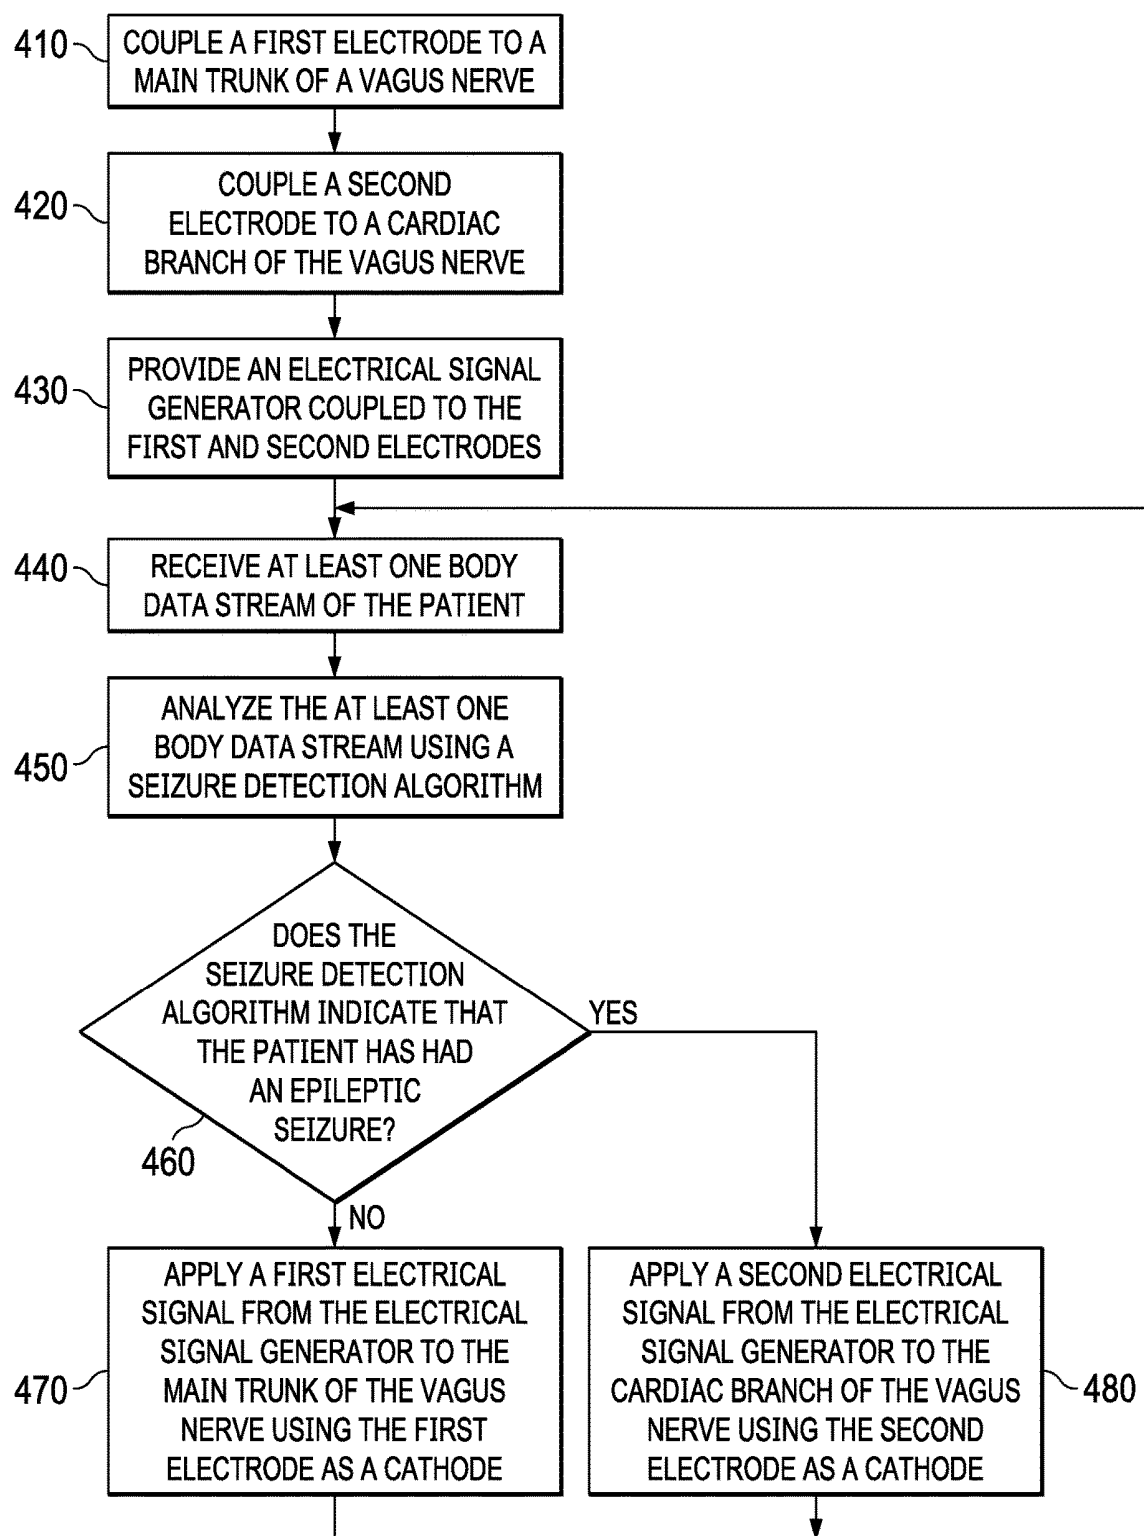 410
COUPLE A FIRST ELECTRODE TO A
MAIN TRUNK OF A VAGUS NERVE
420
COUPLE A SECOND
ELECTRODE TO A CARDIAC
BRANCH OF THE VAGUS NERVE
430
PROVIDE AN ELECTRICAL SIGNAL
GENERATOR COUPLED TO THE
FIRST AND SECOND ELECTRODES
440
RECEIVE AT LEAST ONE BODY
DATA STREAM OF THE PATIENT
450
ANALYZE THE AT LEAST ONE
BODY DATA STREAM USING A
SEIZURE DETECTION ALGORITHM
DOES THE
SEIZURE DETECTION
ALGORITHM INDICATE THAT
THE PATIENT HAS HAD
AN EPILEPTIC
SEIZURE?
460
YES
NO
470
APPLY A FIRST ELECTRICAL
SIGNAL FROM THE ELECTRICAL
SIGNAL GENERATOR TO THE
MAIN TRUNK OF THE VAGUS
NERVE USING THE FIRST
ELECTRODE AS A CATHODE
APPLY A SECOND ELECTRICAL
SIGNAL FROM THE ELECTRICAL
SIGNAL GENERATOR TO THE
CARDIAC BRANCH OF THE VAGUS
NERVE USING THE SECOND
ELECTRODE AS A CATHODE
480